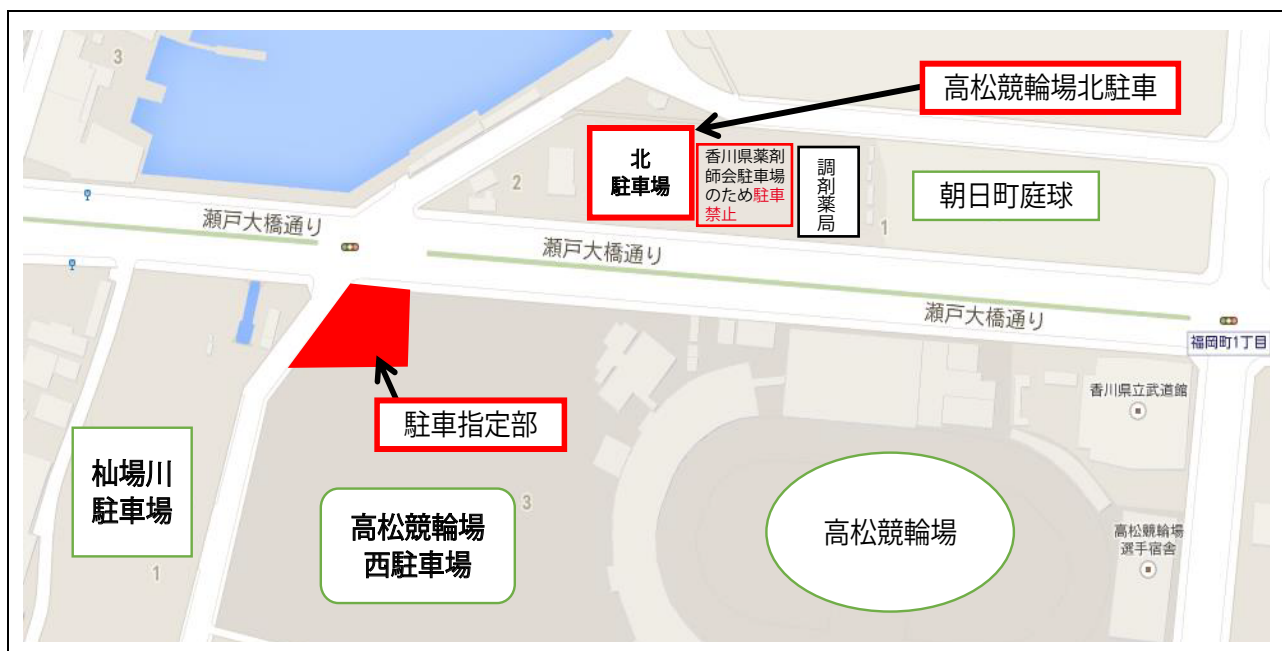 3
高松競輪場北駐車
北
駐車場
香川県薬剤
師会駐車場
のため駐車
禁止
調剤薬局
2
1
朝日町庭球
瀬戸大橋通り
瀬戸大橋通り
瀬戸大橋通り
福岡町1丁目
香川県立武道館
駐車指定部
杣場川
駐車場
1
高松競輪場
西駐車場
3
高松競輪場
高松競輪場
選手宿舎